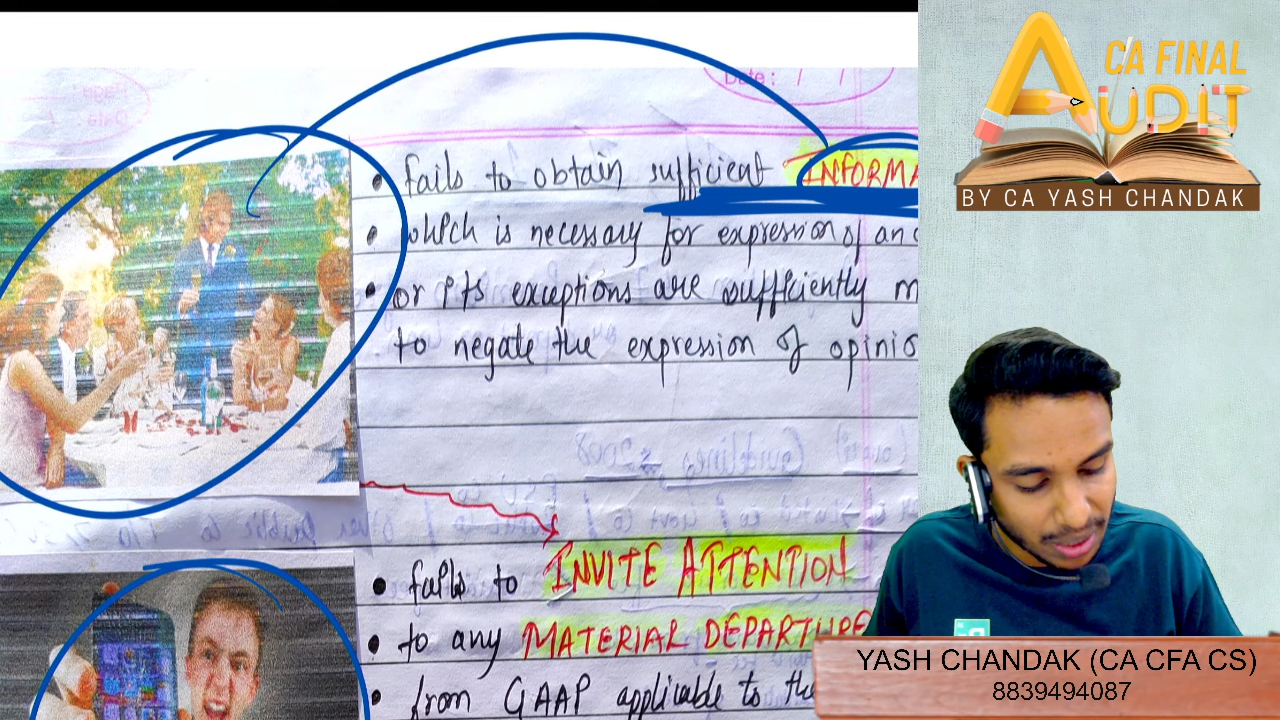 Date: / /
• fails to obtain sufficient INFORMA
• which is necessary for expression of an
• or its exceptions are sufficiently m
to negate the expression of opinio
• fails to INVITE ATTENTION
• to any MATERIAL DEPARTURE
• from GAAP applicable to the
CA FINAL
AUDIT
BY CA YASH CHANDAK
YASH CHANDAK (CA CFA CS)
8839494087